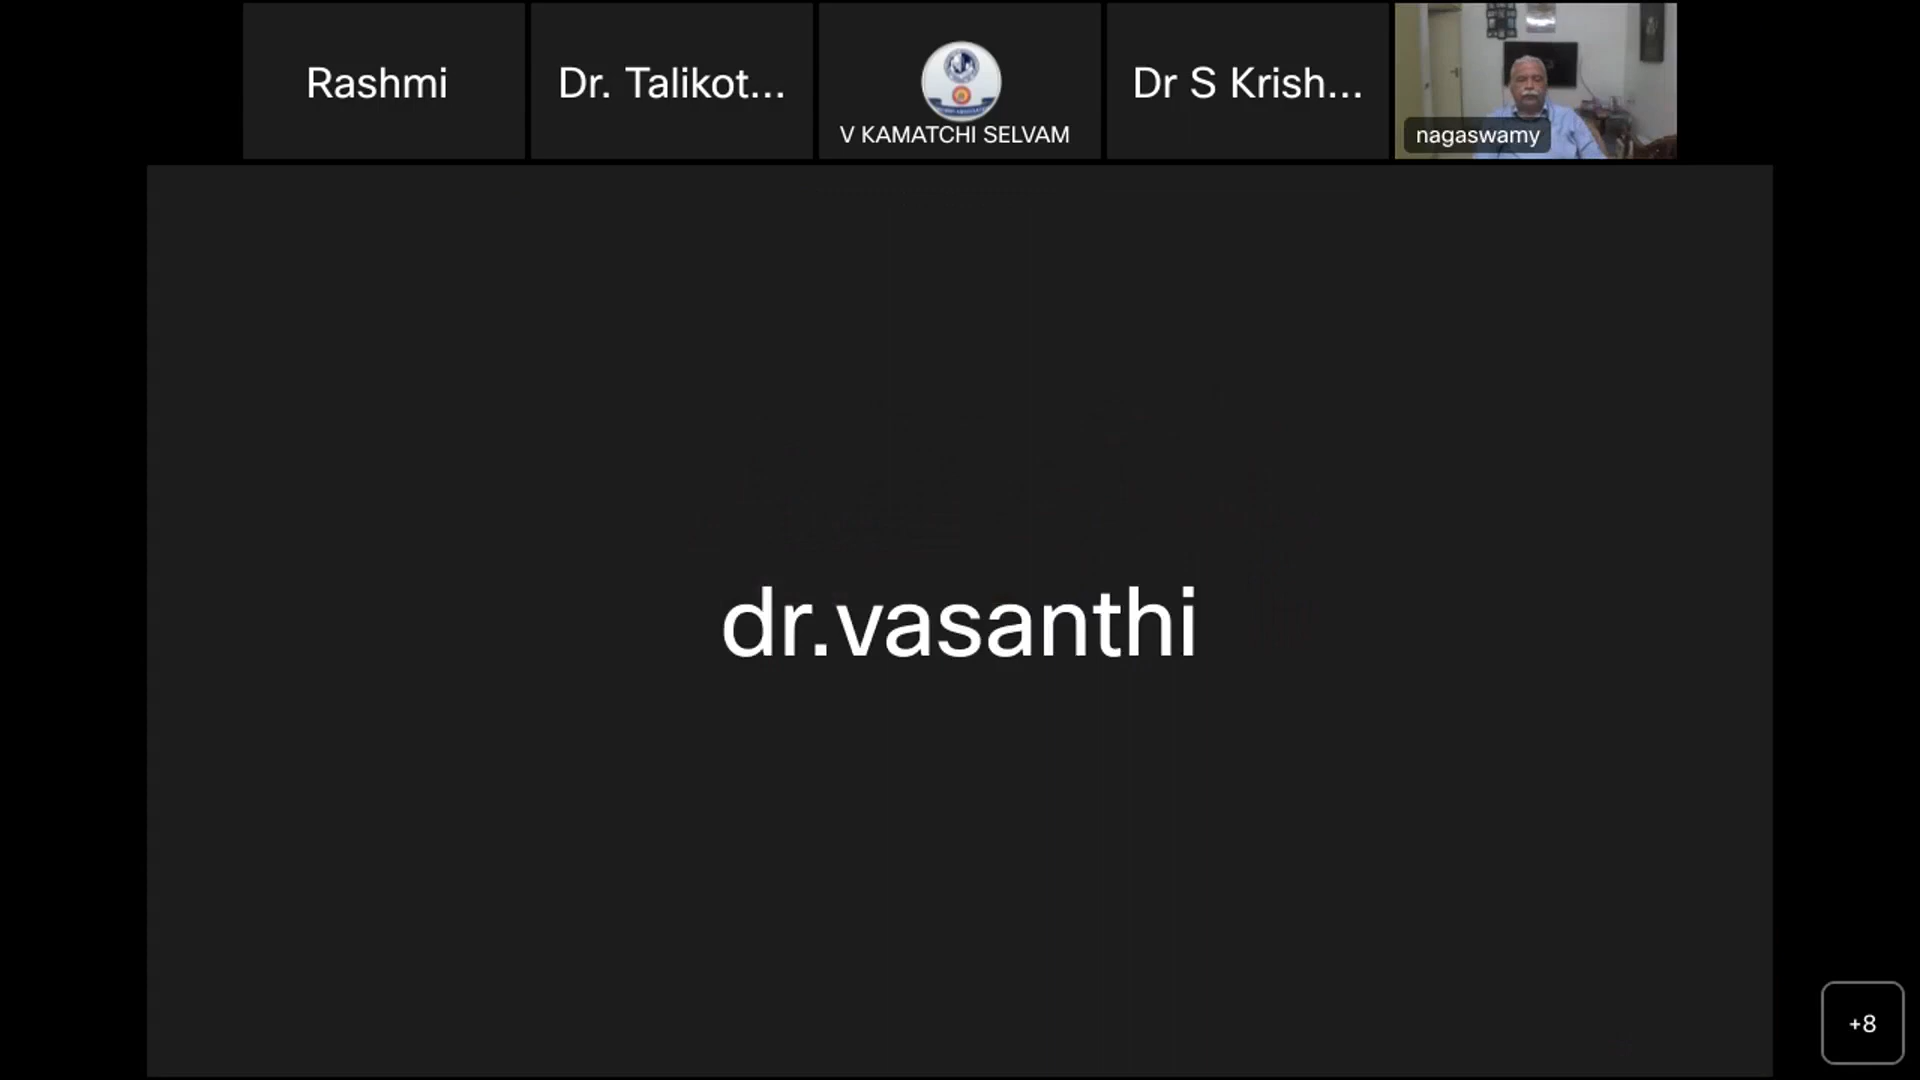 Rashmi
Dr. Talikot...
V KAMATCHI SELVAM
Dr S Krish...
nagaswamy
dr.vasanthi
+8